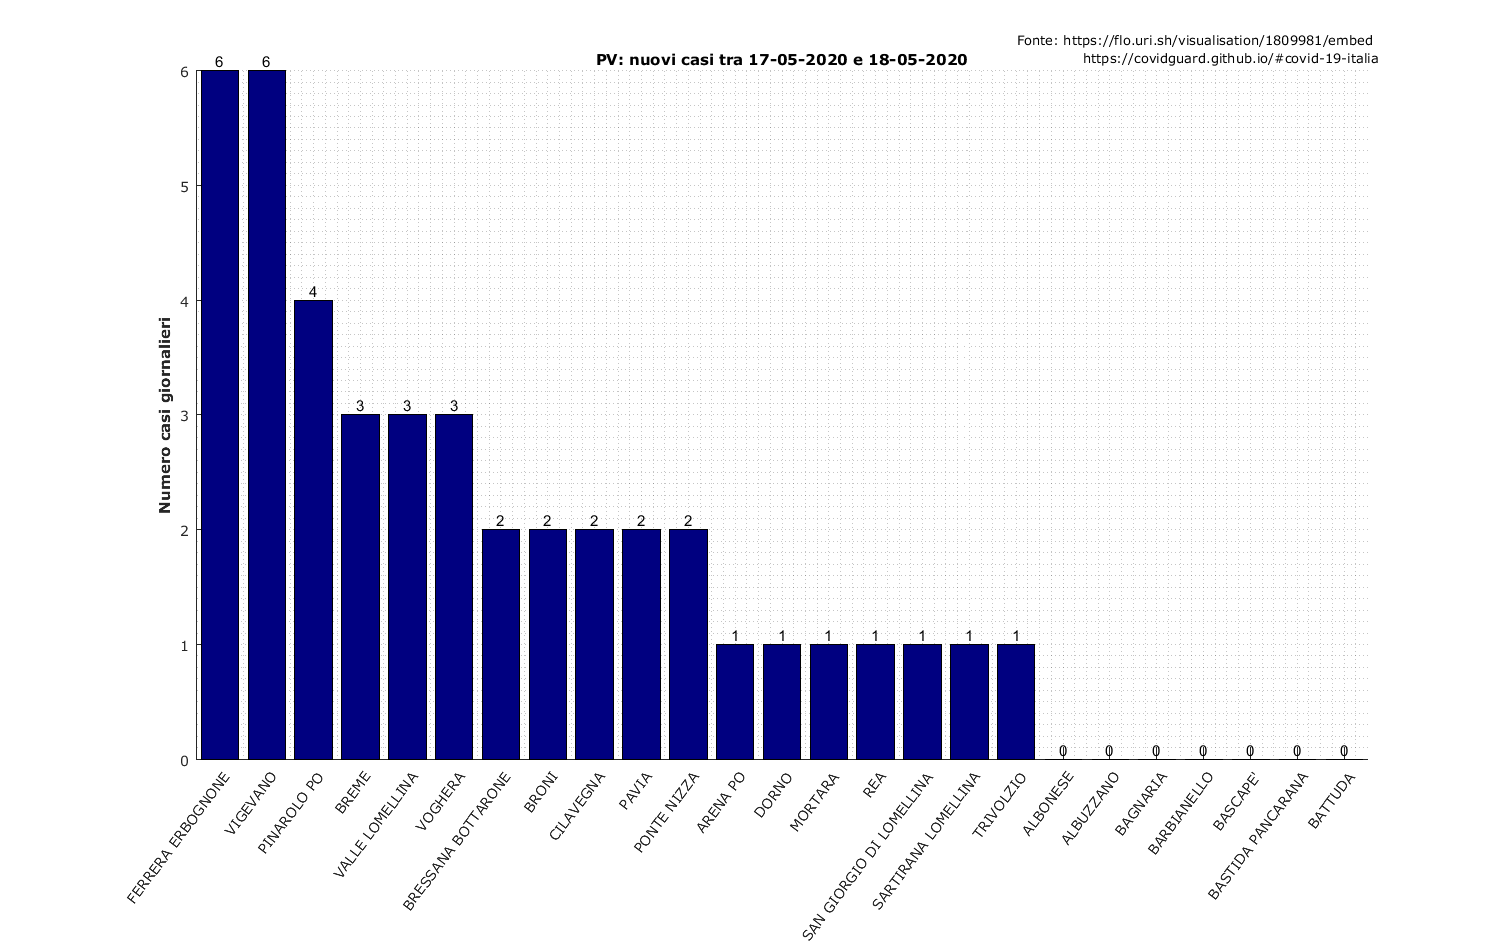 Fonte: https://flo.uri.sh/visualisation/1809981/embed
https://covidguard.github.io/#covid-19-italia
PV: nuovi casi tra 17-05-2020 e 18-05-2020
Numero casi giornalieri
6
5
4
3
2
1
0
6
6
4
3
3
3
2
2
2
2
2
1
1
1
1
1
1
1
0
0
0
0
0
0
0
FERRERA ERBOGNONE
VIGEVANO
PINAROLO PO
BREME
VALLE LOMELLINA
VOGHERA
BRESSANA BOTTARONE
BRONI
CILAVEGNA
PAVIA
PONTE NIZZA
ARENA PO
DORNO
MORTARA
REA
SAN GIORGIO DI LOMELLINA
SARTIRANA LOMELLINA
TRIVOLZIO
ALBONESE
ALBUZZANO
BAGNARIA
BARBIANELLO
BASCAPE'
BASTIDA PANCARANA
BATTUDA